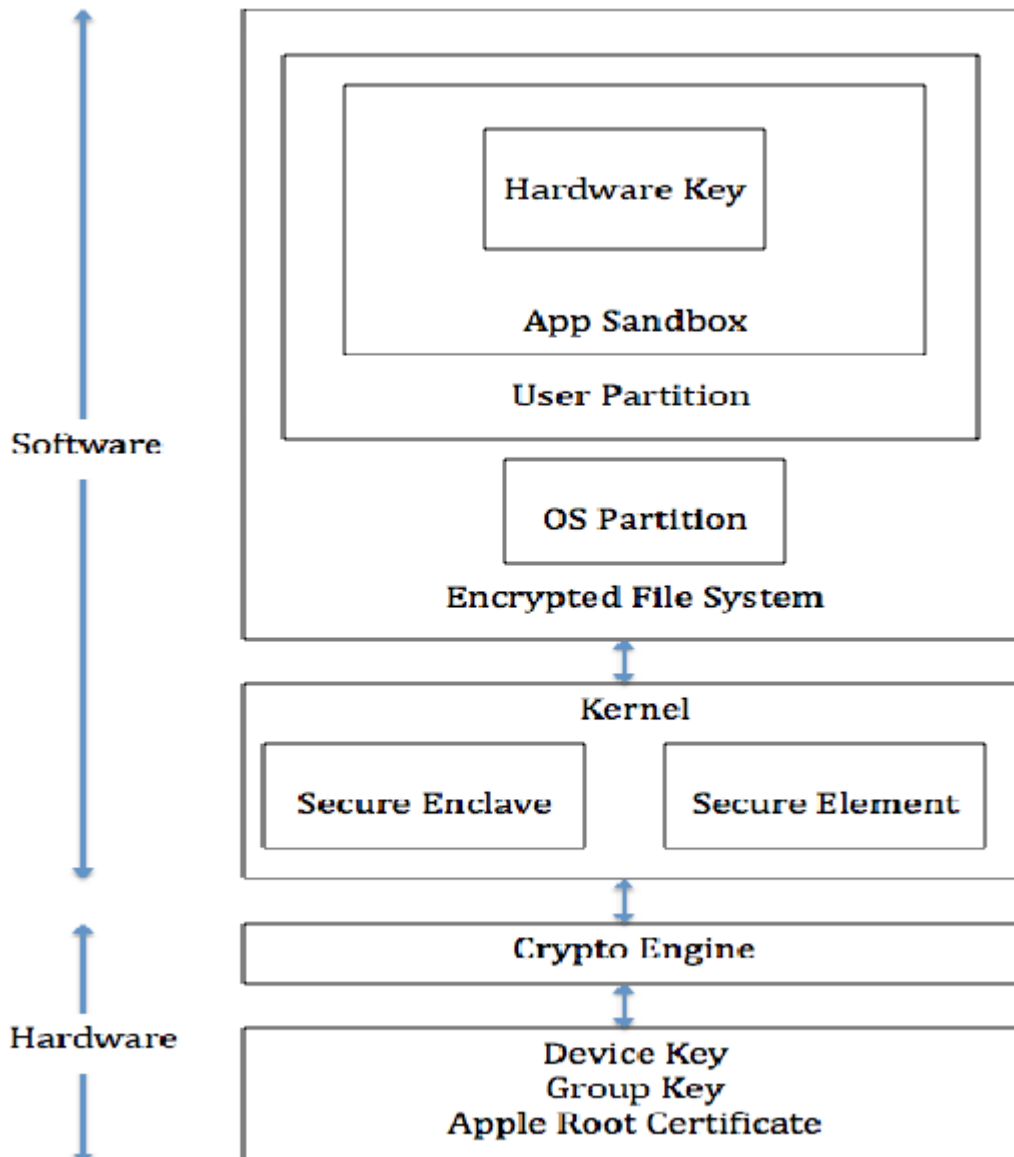 Hardware Key
App Sandbox
User Partition
Software
OS Partition
Encrypted File System
Kernel
Secure Enclave
Secure Element
Crypto Engine
Hardware
Device Key
Group Key
Apple Root Certificate